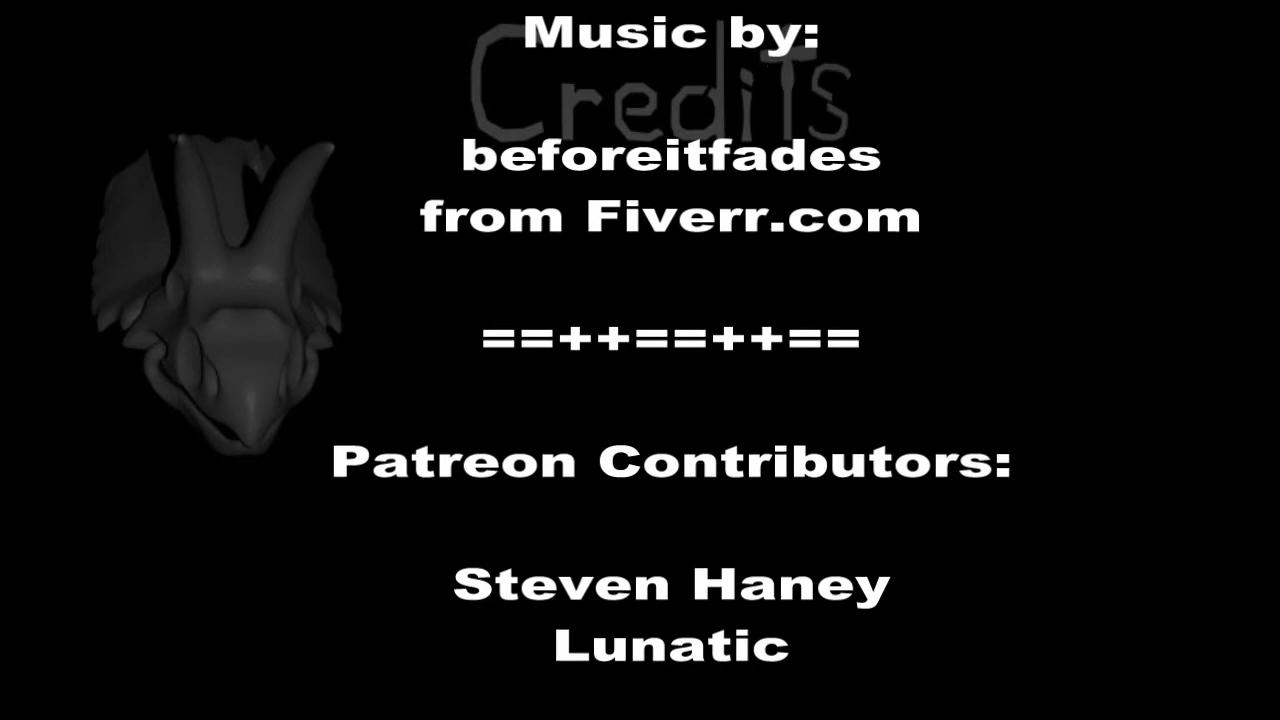 Music by:
CrediTs
beforeitfades
from Fiverr.com
==++==++==
Patreon Contributors:
Steven Haney
Lunatic